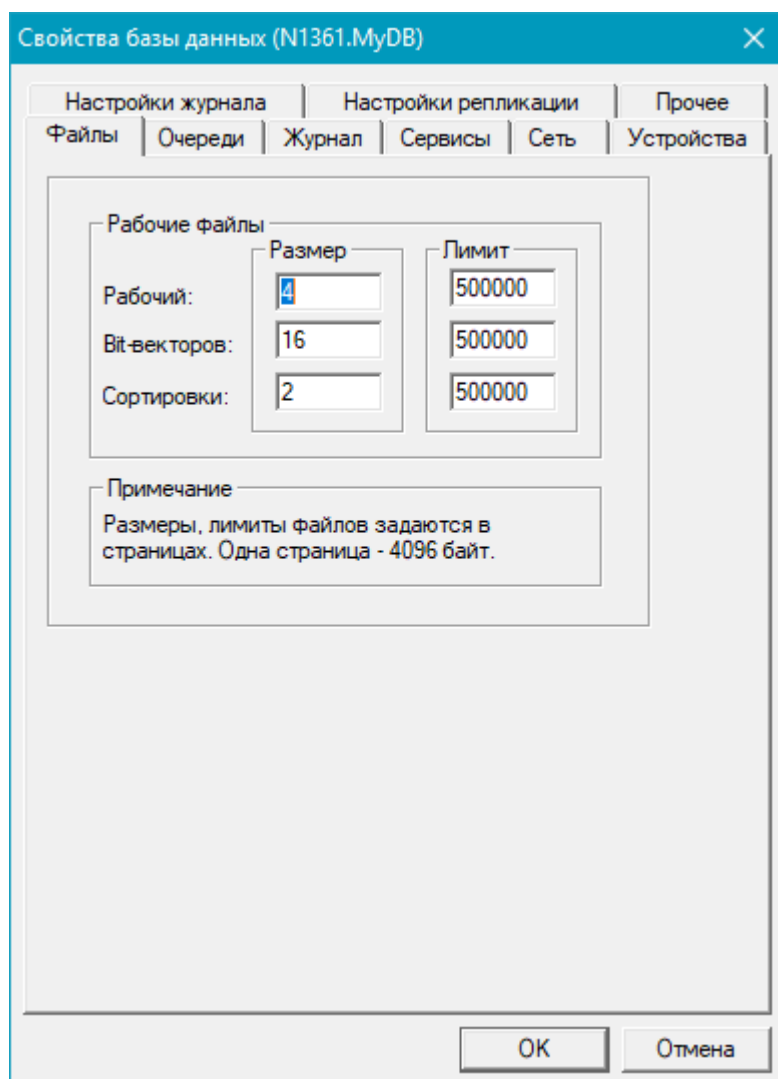 Свойства базы данных (N1361.MyDB)
Настройки журнала Настройки репликации Прочее
Файлы Очереди Журнал Сервисы Сеть Устройства
Рабочие файлы
Размер Лимит
Рабочий: 4 500000
Bit-векторов: 16 500000
Сортировки: 2 500000
Примечание
Размеры, лимиты файлов задаются в
страницах. Одна страница - 4096 байт.
OK Отмена